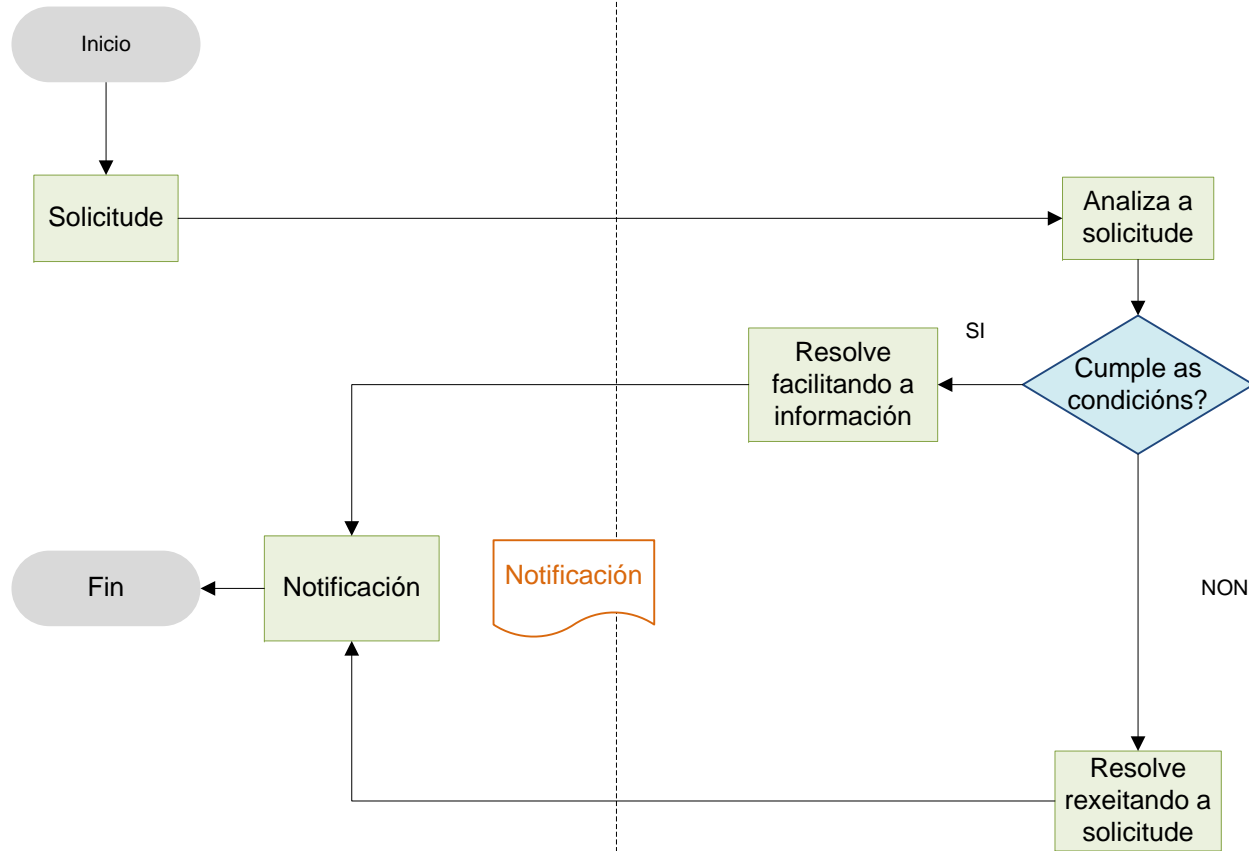 Inicio
Solicitude
Analiza a
solicitude
SI
Resolve
facilitando a
información
Cumple as
condicións?
Fin
Notificación
Notificación
NON
Resolve
rexeitando a
solicitude